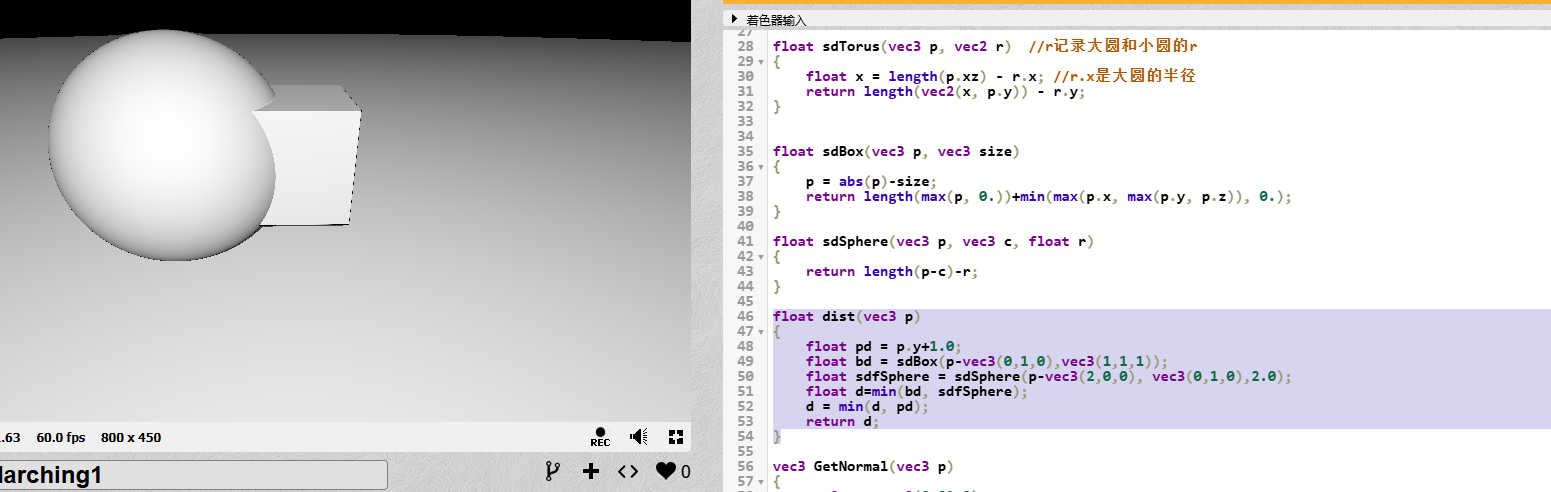 着色器输入
27
28 float sdTorus(vec3 p, vec2 r)  //r记录大圆和小圆的r
29 {
30     float x = length(p.xz) - r.x; //r.x是大圆的半径
31     return length(vec2(x, p.y)) - r.y;
32 }
33
34
35 float sdBox(vec3 p, vec3 size)
36 {
37     p = abs(p)-size;
38     return length(max(p, 0.))+min(max(p.x, max(p.y, p.z)), 0.);
39 }
40
41 float sdSphere(vec3 p, vec3 c, float r)
42 {
43     return length(p-c)-r;
44 }
45
46 float dist(vec3 p)
47 {
48     float pd = p.y+1.0;
49     float bd = sdBox(p-vec3(0,1,0),vec3(1,1,1));
50     float sdfSphere = sdSphere(p-vec3(2,0,0), vec3(0,1,0),2.0);
51     float d=min(bd, sdfSphere);
52     d = min(d, pd);
53     return d;
54 }
55
56 vec3 GetNormal(vec3 p)
57 {
.63 60.0 fps 800 x 450
REC
larching1
0